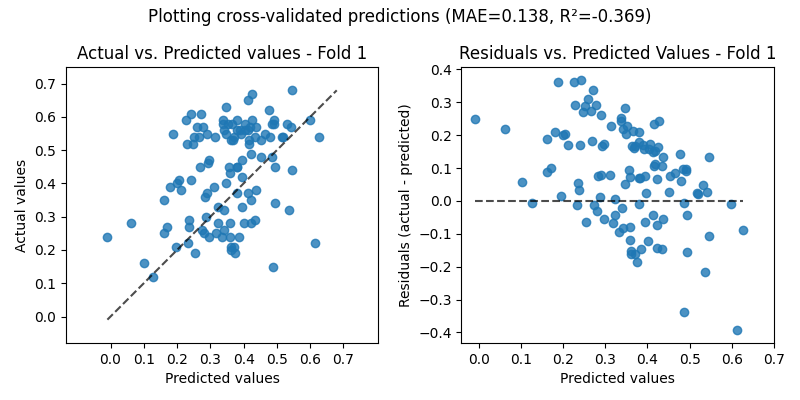 Plotting cross-validated predictions (MAE=0.138, R²=-0.369)
Actual vs. Predicted values - Fold 1
Actual values
0.7
0.6
0.5
0.4
0.3
0.2
0.1
0.0
0.0 0.1 0.2 0.3 0.4 0.5 0.6 0.7
Predicted values
Residuals vs. Predicted Values - Fold 1
Residuals (actual - predicted)
0.4
0.3
0.2
0.1
0.0
−0.1
−0.2
−0.3
−0.4
0.0 0.1 0.2 0.3 0.4 0.5 0.6 0.7
Predicted values